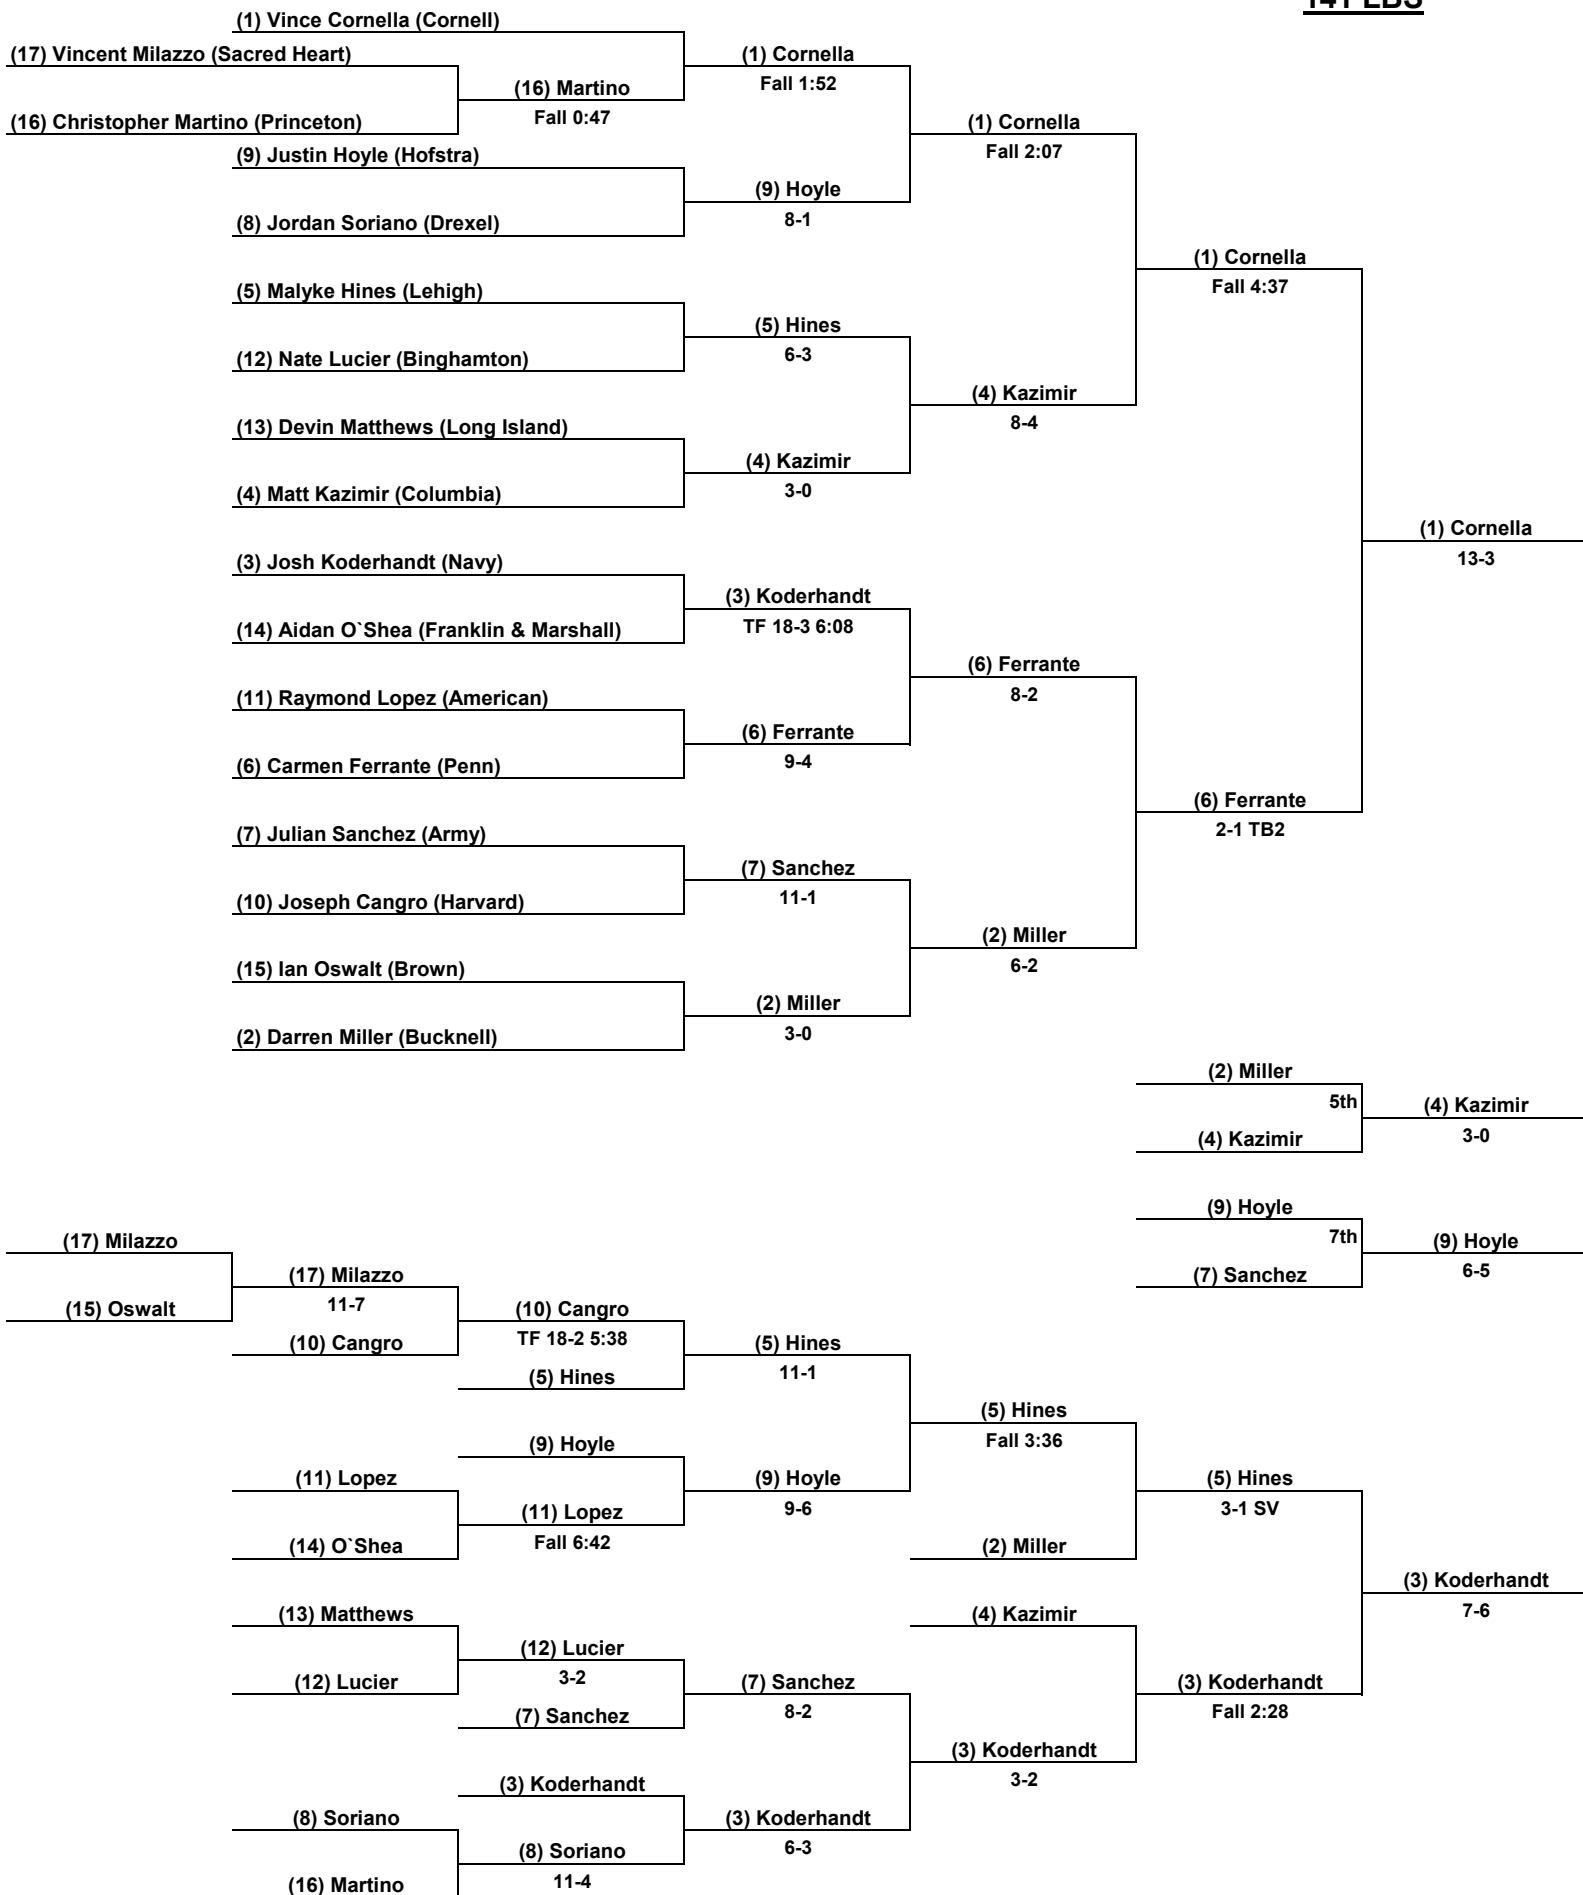 141 LBS
(1) Vince Cornella (Cornell)
(17) Vincent Milazzo (Sacred Heart)
(1) Cornella
(16) Martino
Fall 1:52
Fall 0:47
(16) Christopher Martino (Princeton)
(1) Cornella
Fall 2:07
(9) Justin Hoyle (Hofstra)
(9) Hoyle
8-1
(8) Jordan Soriano (Drexel)
(1) Cornella
Fall 4:37
(5) Malyke Hines (Lehigh)
(5) Hines
6-3
(12) Nate Lucier (Binghamton)
(4) Kazimir
8-4
(13) Devin Matthews (Long Island)
(4) Kazimir
3-0
(4) Matt Kazimir (Columbia)
(1) Cornella
13-3
(3) Josh Koderhandt (Navy)
(3) Koderhandt
TF 18-3 6:08
(14) Aidan O`Shea (Franklin & Marshall)
(6) Ferrante
8-2
(11) Raymond Lopez (American)
(6) Ferrante
9-4
(6) Carmen Ferrante (Penn)
(6) Ferrante
2-1 TB2
(7) Julian Sanchez (Army)
(7) Sanchez
11-1
(10) Joseph Cangro (Harvard)
(2) Miller
6-2
(15) Ian Oswalt (Brown)
(2) Miller
3-0
(2) Darren Miller (Bucknell)
(2) Miller
5th
(4) Kazimir
3-0
(4) Kazimir
(9) Hoyle
7th
(9) Hoyle
6-5
(7) Sanchez
(17) Milazzo
(17) Milazzo
11-7
(15) Oswalt
(10) Cangro
TF 18-2 5:38
(10) Cangro
(5) Hines
11-1
(5) Hines
(5) Hines
Fall 3:36
(9) Hoyle
(11) Lopez
(9) Hoyle
9-6
(5) Hines
3-1 SV
(11) Lopez
Fall 6:42
(14) O`Shea
(2) Miller
(3) Koderhandt
7-6
(13) Matthews
(4) Kazimir
(12) Lucier
3-2
(12) Lucier
(7) Sanchez
8-2
(3) Koderhandt
Fall 2:28
(7) Sanchez
(3) Koderhandt
3-2
(3) Koderhandt
(8) Soriano
(3) Koderhandt
6-3
(8) Soriano
11-4
(16) Martino